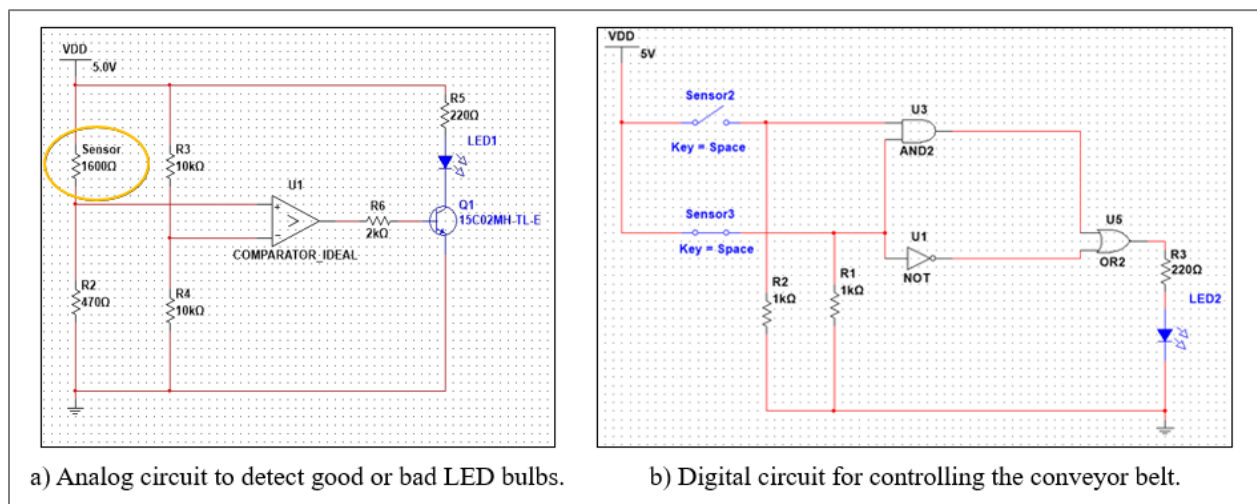 VDD
5.0V
R5
220Ω
LED1
Sensor
1600Ω
R3
10kΩ
U1
Q1
15C02MH-TL-E
R6
2kΩ
COMPARATOR_IDEAL
R2
470Ω
R4
10kΩ
a) Analog circuit to detect good or bad LED bulbs.
VDD
5V
Sensor2
Key = Space
U3
AND2
Sensor3
Key = Space
U1
NOT
U5
OR2
R2
1kΩ
R1
1kΩ
R3
220Ω
LED2
b) Digital circuit for controlling the conveyor belt.